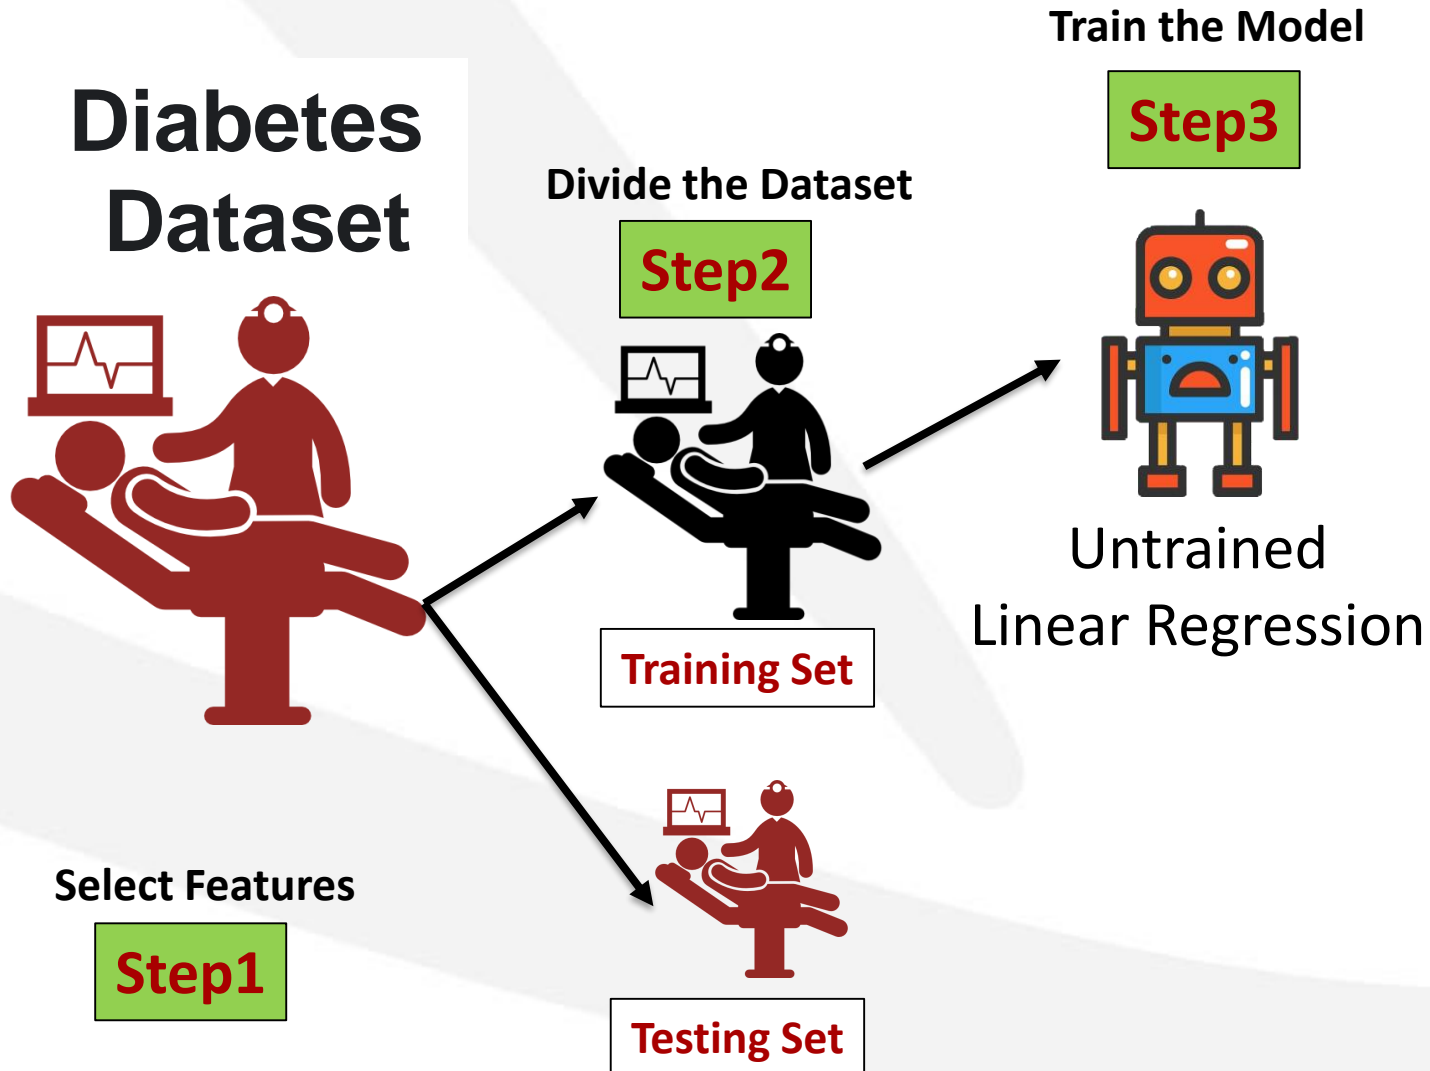 Train the Model
Step3
Diabetes
Dataset
Divide the Dataset
Step2
Untrained
Linear Regression
Training Set
Select Features
Step1
Testing Set